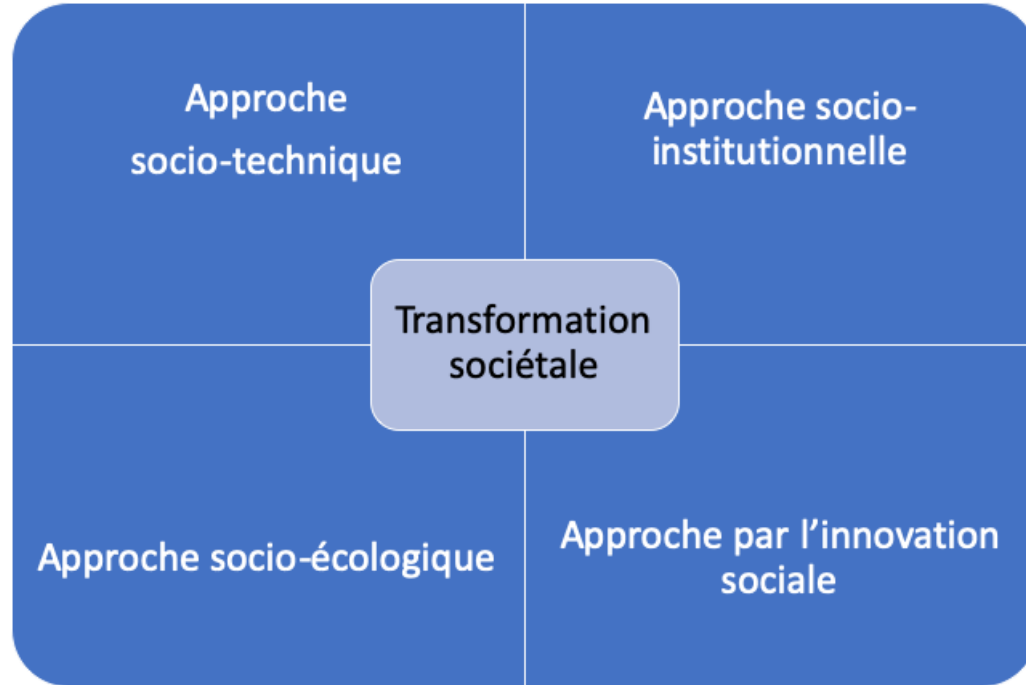 Approche
socio-technique
Approche socio-
institutionnelle
Transformation
sociétale
Approche socio-écologique
Approche par l’innovation
sociale